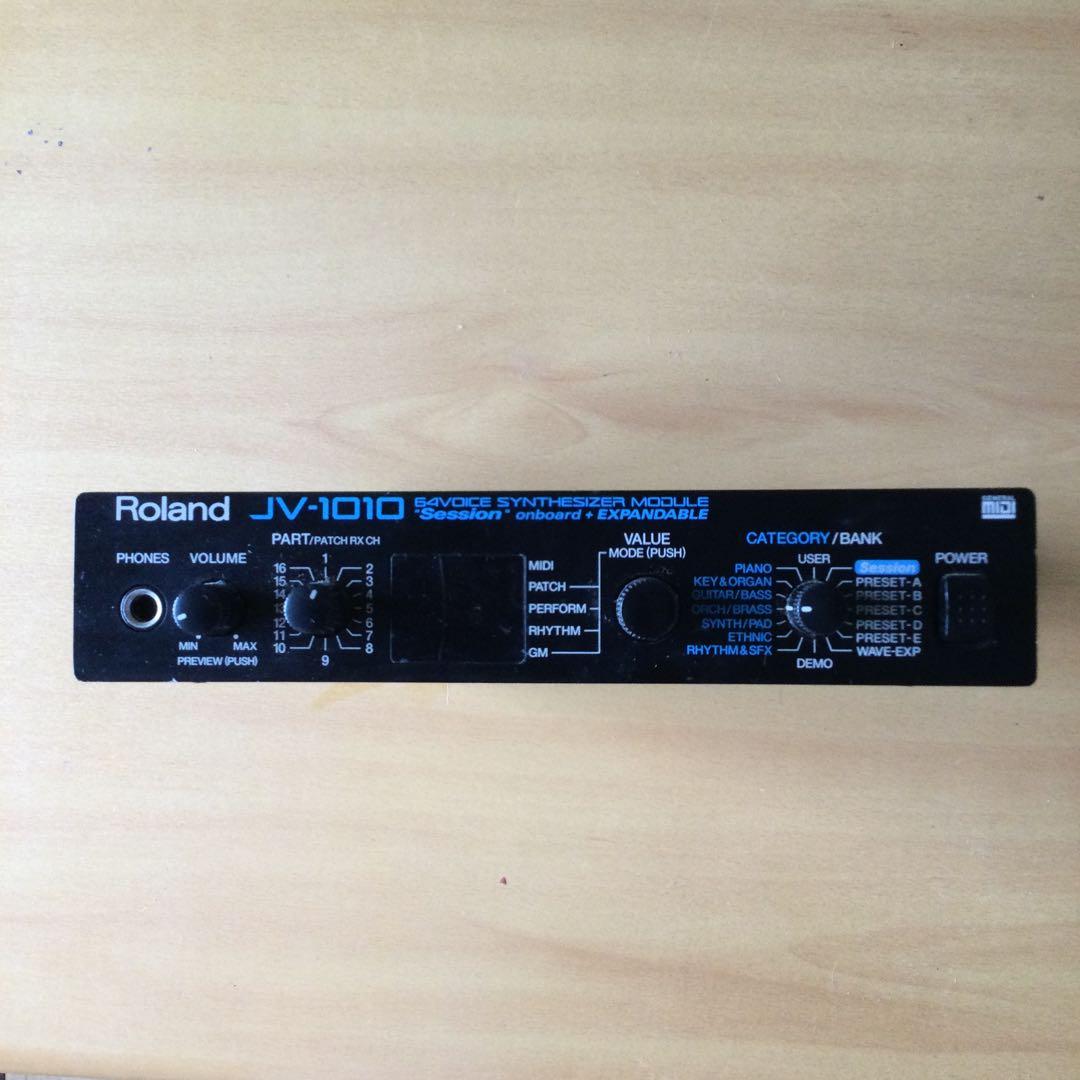 Roland JV-1010 64VOICE SYNTHESIZER MODULE
"Session" onboard + EXPANDABLE
GENERAL MIDI
PHONES
VOLUME
MIN MAX
PREVIEW (PUSH)
PART/PATCH RX CH
1
16 2
15 3
14 4
13 5
12 6
11 7
10 8
9
MIDI
PATCH
PERFORM
RHYTHM
GM
VALUE
MODE (PUSH)
CATEGORY/BANK
USER
PIANO Session
KEY & ORGAN PRESET-A
GUITAR/BASS PRESET-B
ORCH/BRASS PRESET-C
SYNTH/PAD PRESET-D
ETHNIC PRESET-E
RHYTHM & SFX WAVE-EXP
DEMO
POWER